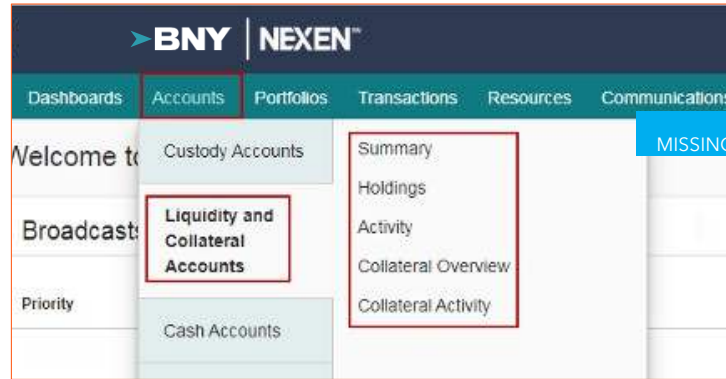 BNY | NEXEN™
Dashboards Accounts Portfolios Transactions Resources Communications
Welcome to
Custody Accounts
Summary
MISSING
Holdings
Broadcasts
Liquidity and
Collateral
Accounts
Activity
Collateral Overview
Priority
Collateral Activity
Cash Accounts